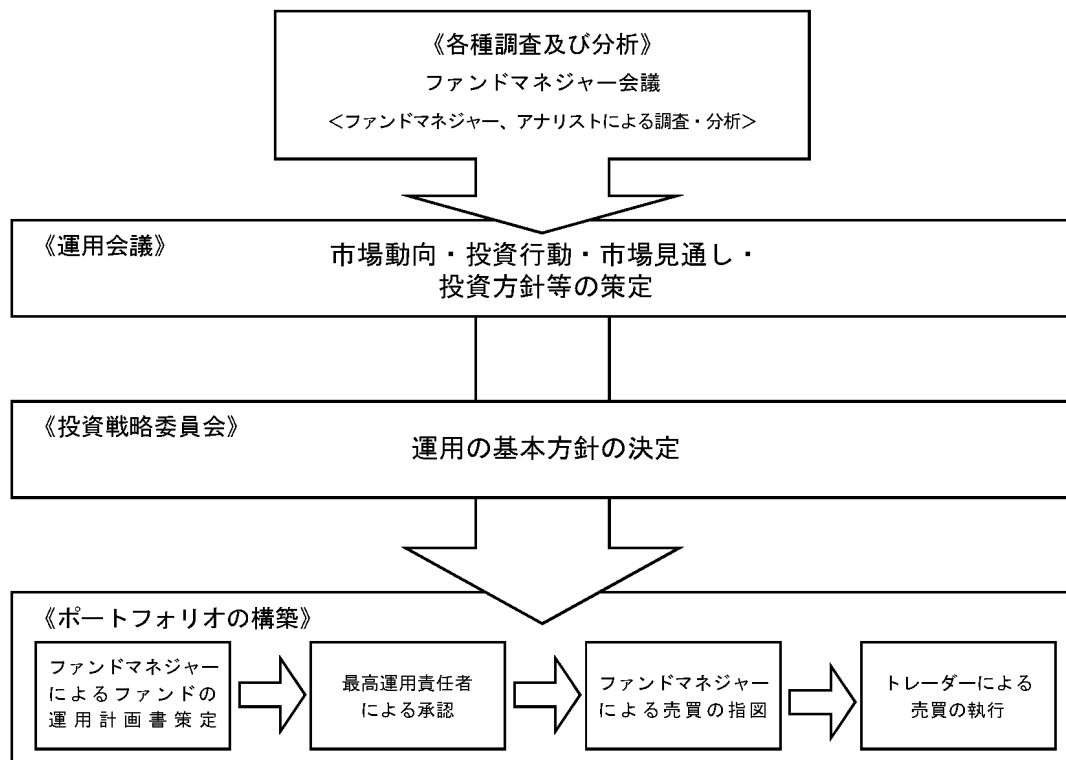 《各種調査及び分析》
ファンドマネジャー会議
<ファンドマネジャー、アナリストによる調査・分析>
《運用会議》
市場動向・投資行動・市場見通し・
投資方針等の策定
《投資戦略委員会》
運用の基本方針の決定
《ポートフォリオの構築》
ファンドマネジャー
によるファンドの
運用計画書策定
最高運用責任者
による承認
ファンドマネジャー
による売買の指図
トレーダーによる
売買の執行